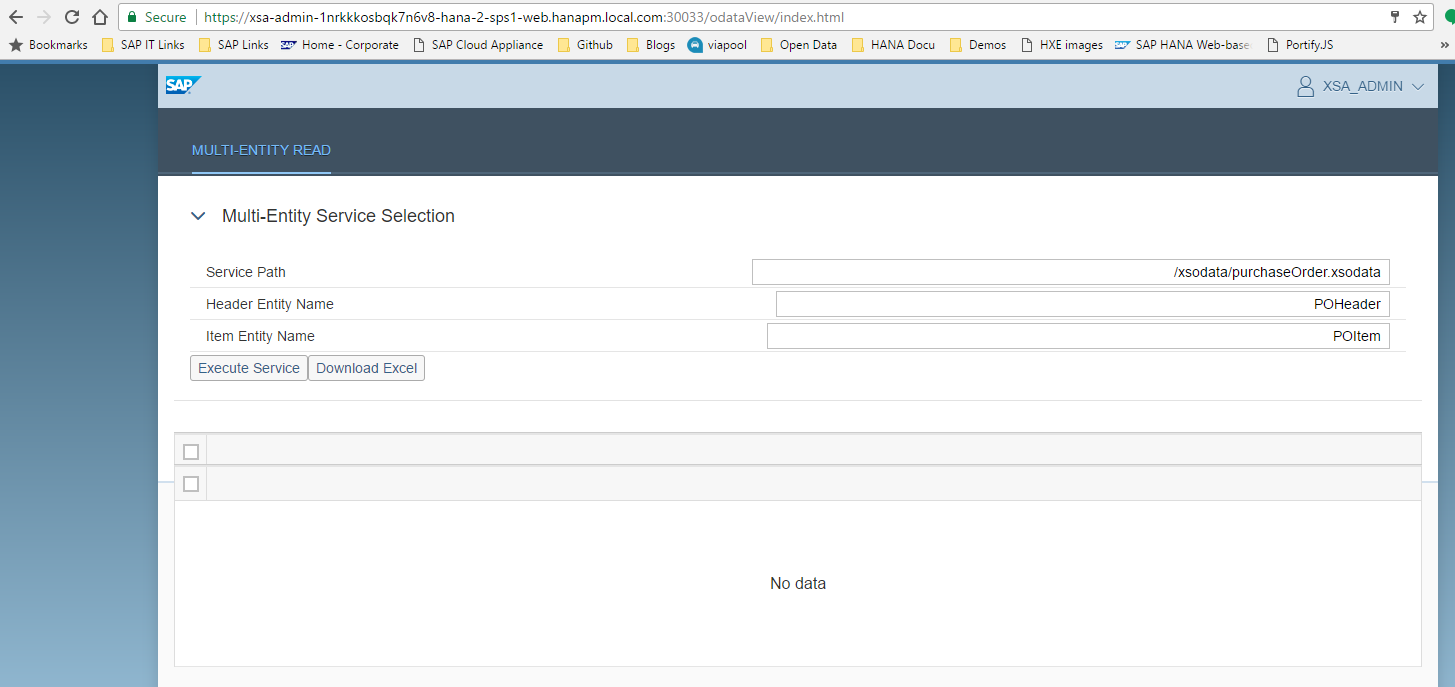 Secure https://xsa-admin-1nrkkkosbqk7n6v8-hana-2-sps1-web.hanapm.local.com:30033/odataView/index.html
Bookmarks SAP IT Links SAP Links SAP Home - Corporate SAP Cloud Appliance Github Blogs viapool Open Data HANA Docu Demos HXE images SAP SAP HANA Web-base PortifyJS »
SAP XSA_ADMIN
MULTI-ENTITY READ
Multi-Entity Service Selection
Service Path /xsodata/purchaseOrder.xsodata
Header Entity Name POHeader
Item Entity Name POItem
Execute Service Download Excel
No data